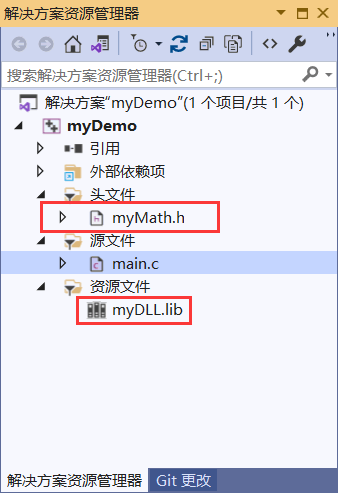 解决方案资源管理器
搜索解决方案资源管理器(Ctrl+;)
解决方案"myDemo"(1 个项目/共 1 个)
myDemo
引用
外部依赖项
头文件
myMath.h
源文件
main.c
资源文件
myDLL.lib
解决方案资源管理器 Git 更改